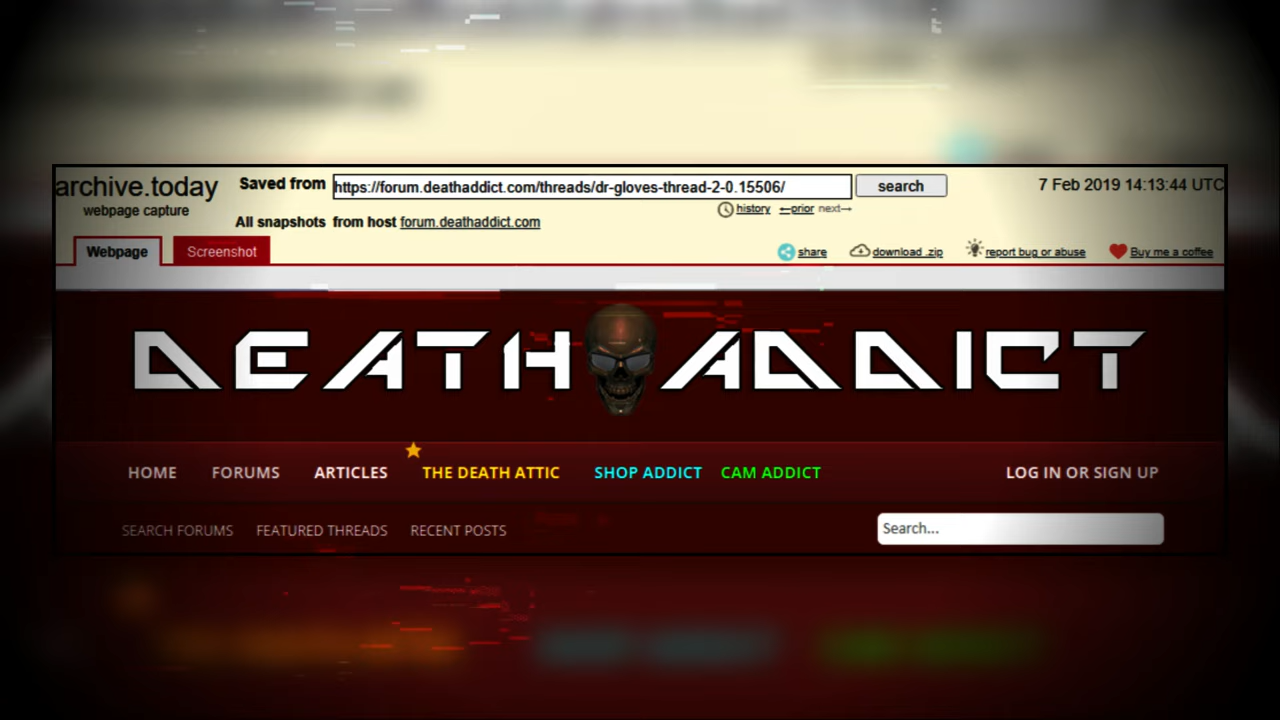 archive.today
webpage capture
Saved from https://forum.deathaddict.com/threads/dr-gloves-thread-2-0.15506/ search 7 Feb 2019 14:13:44 UTC
history ←prior next→
All snapshots from host forum.deathaddict.com
Webpage Screenshot share download .zip report bug or abuse Buy me a coffee
DEATH ADDICT
HOME FORUMS ARTICLES THE DEATH ATTIC SHOP ADDICT CAM ADDICT LOG IN OR SIGN UP
SEARCH FORUMS FEATURED THREADS RECENT POSTS Search...